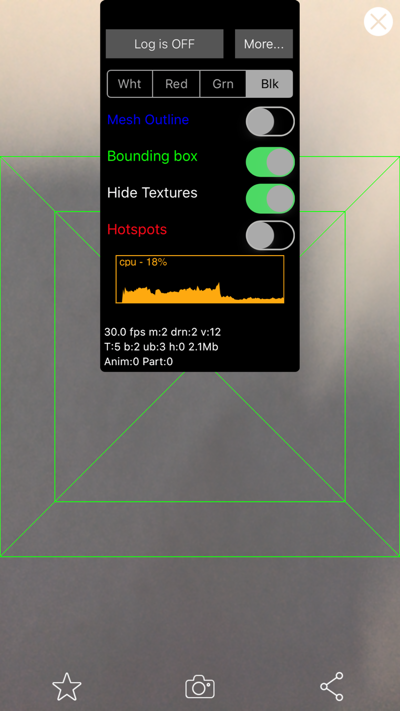 Log is OFF More...
Wht Red Grn Blk
Mesh Outline
Bounding box
Hide Textures
Hotspots
cpu - 18%
30.0 fps m:2 drn:2 v:12
T:5 b:2 ub:3 h:0 2.1Mb
Anim:0 Part:0